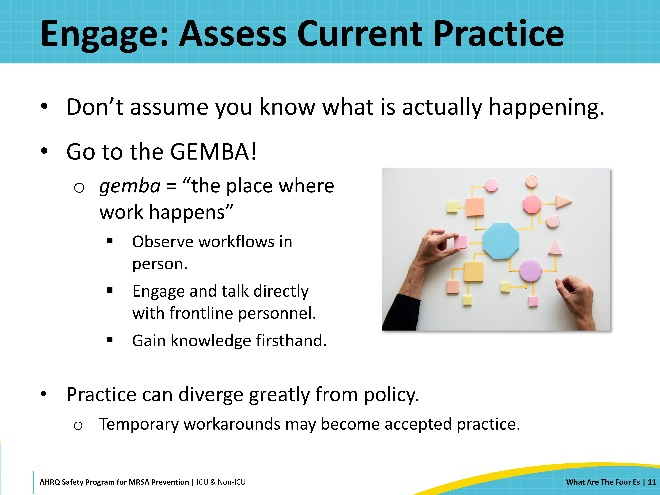 Engage: Assess Current Practice
• Don’t assume you know what is actually happening.
• Go to the GEMBA!
o gemba = “the place where
work happens”
▪ Observe workflows in
person.
▪ Engage and talk directly
with frontline personnel.
▪ Gain knowledge firsthand.
• Practice can diverge greatly from policy.
o Temporary workarounds may become accepted practice.
AHRQ Safety Program for MRSA Prevention | ICU & Non-ICU
What Are The Four Es | 11